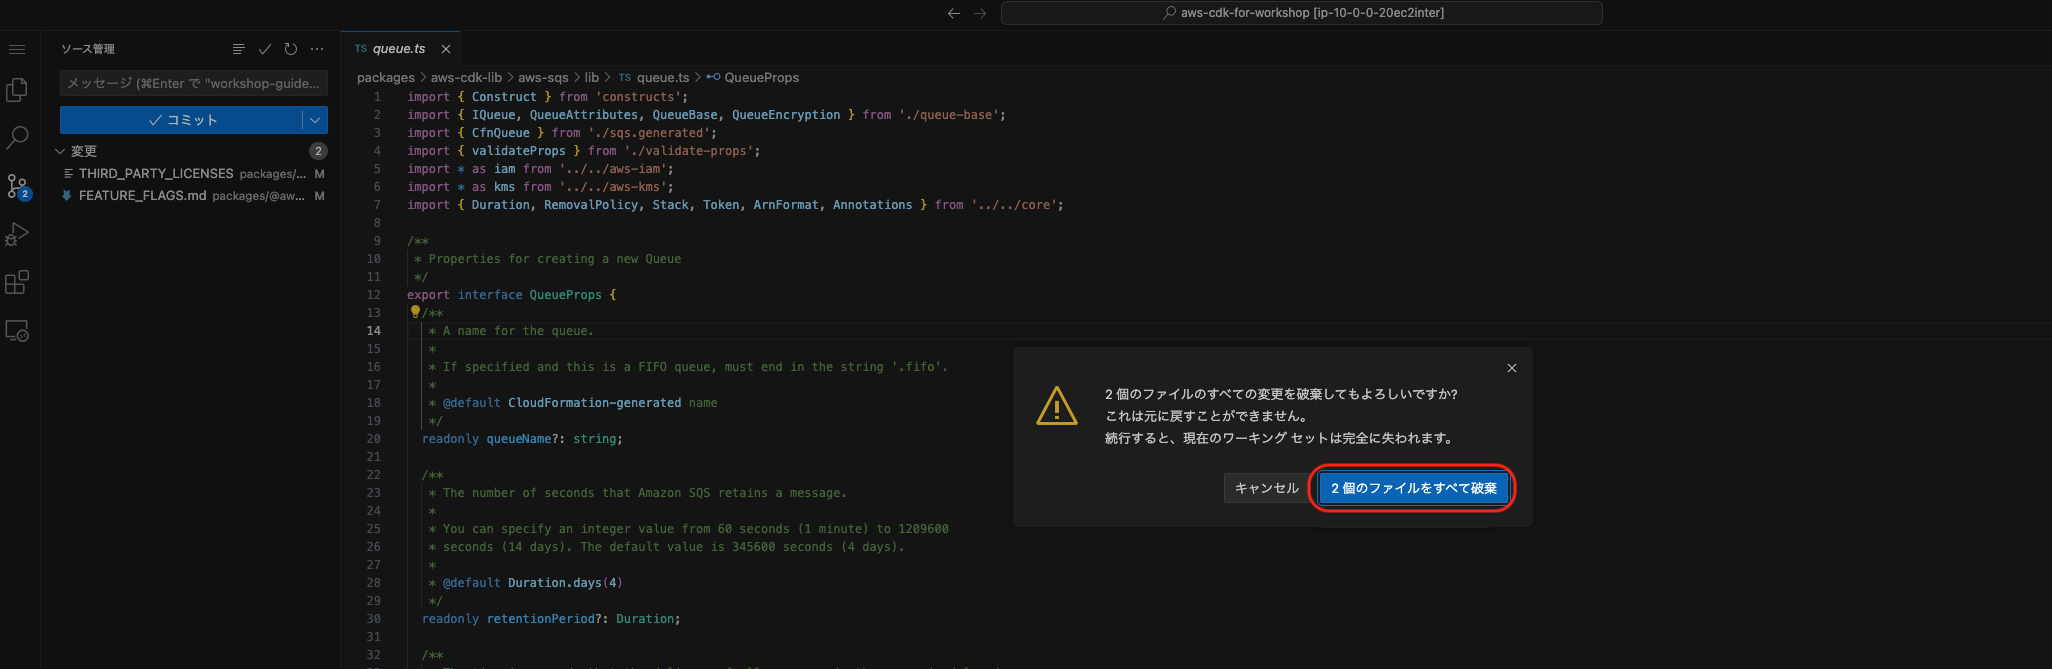 aws-cdk-for-workshop [ip-10-0-0-20ec2inter]
ソース管理
メッセージ (⌘Enter で "workshop-guide...
コミット
変更
2
THIRD_PARTY_LICENSES packages/... M
FEATURE_FLAGS.md packages/@aw... M
2
TS queue.ts
packages > aws-cdk-lib > aws-sqs > lib > TS queue.ts > QueueProps
1 import { Construct } from 'constructs';
2 import { IQueue, QueueAttributes, QueueBase, QueueEncryption } from './queue-base';
3 import { CfnQueue } from './sqs.generated';
4 import { validateProps } from './validate-props';
5 import * as iam from '../../aws-iam';
6 import * as kms from '../../aws-kms';
7 import { Duration, RemovalPolicy, Stack, Token, ArnFormat, Annotations } from '../../core';
8
9 /**
10 * Properties for creating a new Queue
11 */
12 export interface QueueProps {
13 /**
14 * A name for the queue.
15 *
16 * If specified and this is a FIFO queue, must end in the string '.fifo'.
17 *
18 * @default CloudFormation-generated name
19 */
20 readonly queueName?: string;
21
22 /**
23 * The number of seconds that Amazon SQS retains a message.
24 *
25 * You can specify an integer value from 60 seconds (1 minute) to 1209600
26 * seconds (14 days). The default value is 345600 seconds (4 days).
27 *
28 * @default Duration.days(4)
29 */
30 readonly retentionPeriod?: Duration;
31
32 /**
2 個のファイルのすべての変更を破棄してもよろしいですか?
これは元に戻すことができません。
続行すると、現在のワーキング セットは完全に失われます。
キャンセル
2 個のファイルをすべて破棄